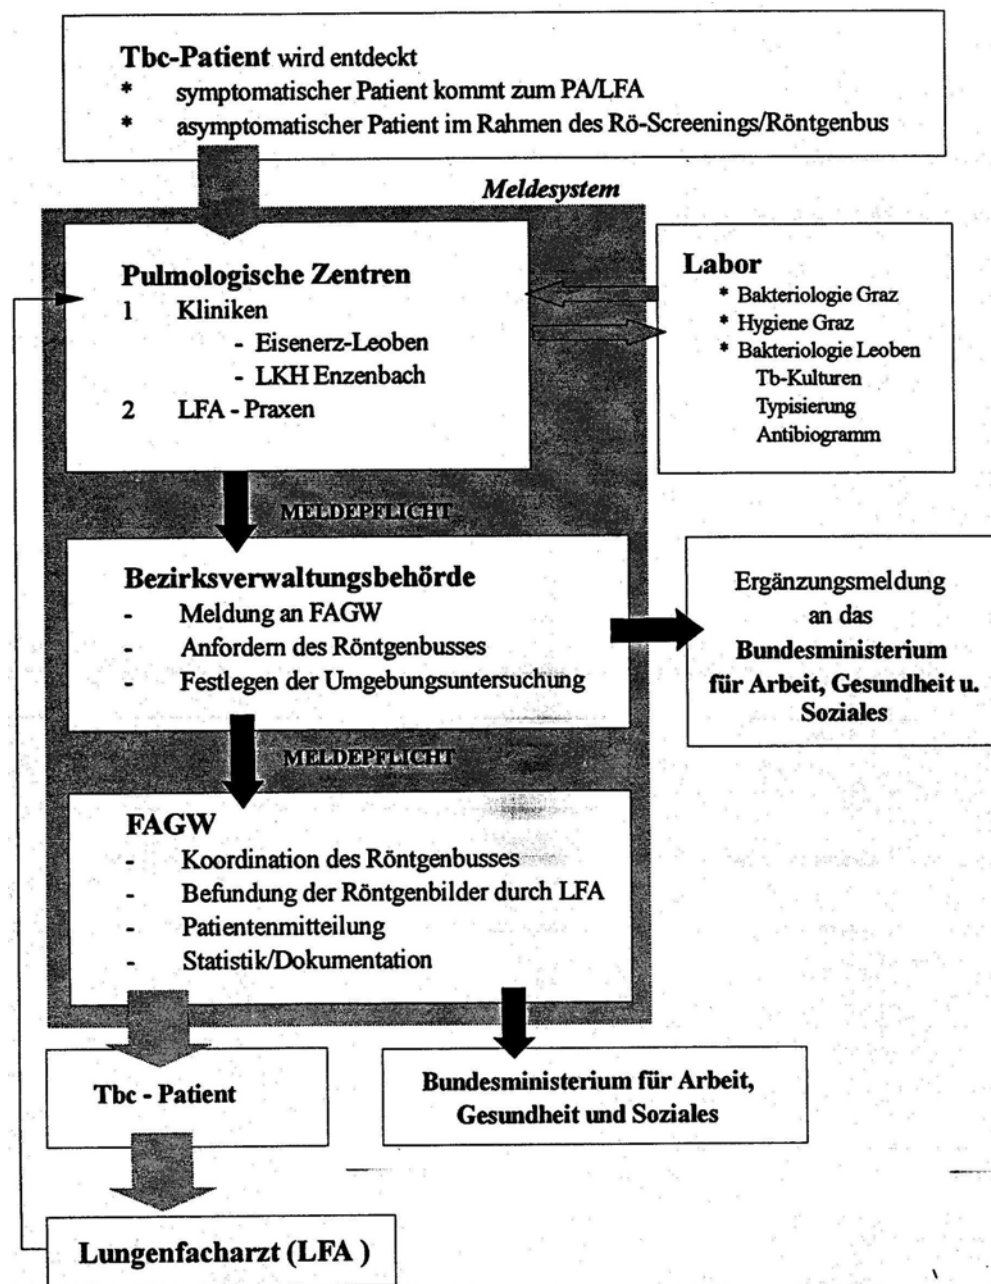 Tbc-Patient wird entdeckt
* symptomatischer Patient kommt zum PA/LFA
* asymptomatischer Patient im Rahmen des Rö-Screenings/Röntgenbus
Meldesystem
Pulmologische Zentren
1 Kliniken
- Eisenerz-Leoben
- LKH Enzenbach
2 LFA - Praxen
Labor
* Bakteriologie Graz
* Hygiene Graz
* Bakteriologie Leoben
Tb-Kulturen
Typisierung
Antibiogramm
MELDEPFLICHT
Bezirksverwaltungsbehörde
- Meldung an FAGW
- Anfordern des Röntgenbusses
- Festlegen der Umgebungsuntersuchung
Ergänzungsmeldung
an das
Bundesministerium
für Arbeit, Gesundheit u.
Soziales
MELDEPFLICHT
FAGW
- Koordination des Röntgenbusses
- Befundung der Röntgenbilder durch LFA
- Patientenmitteilung
- Statistik/Dokumentation
Tbc - Patient
Bundesministerium für Arbeit,
Gesundheit und Soziales
Lungenfacharzt (LFA )